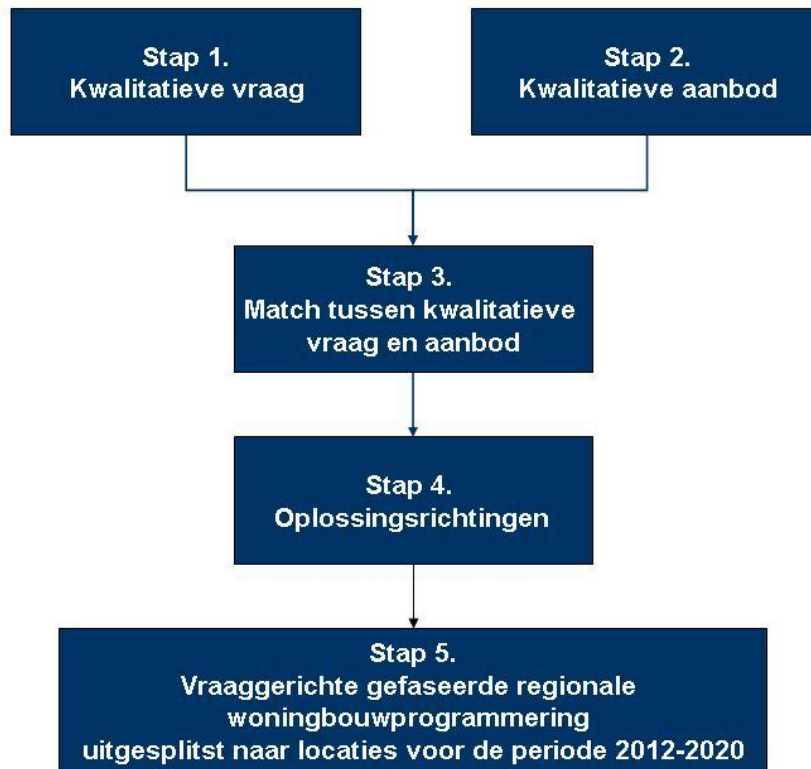 Stap 1.
Kwalitatieve vraag
Stap 2.
Kwalitatieve aanbod
Stap 3.
Match tussen kwalitatieve
vraag en aanbod
Stap 4.
Oplossingsrichtingen
Stap 5.
Vraaggerichte gefaseerde regionale
woningbouwprogrammering
uitgesplitst naar locaties voor de periode 2012-2020